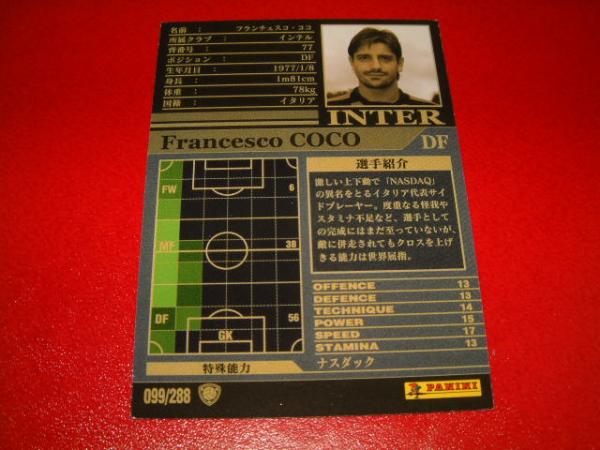 名前 : フランチェスコ・ココ
所属クラブ : インテル
背番号 : 77
ポジション : DF
生年月日 : 1977/1/8
身長 : 1m81cm
体重 : 78kg
国籍 : イタリア
INTER
Francesco COCO
DF
FW 6
MF 38
DF 56
GK
選手紹介
激しい上下動で「NASDAQ」
の異名をとるイタリア代表サイ
ドプレーヤー。度重なる怪我や
スタミナ不足など、選手として
の完成にはまだ至っていないが、
敵に併走されてもクロスを上げ
きる能力は世界屈指。
OFFENCE 13
DEFENCE 13
TECHNIQUE 14
POWER 15
SPEED 17
STAMINA 13
特殊能力
ナスダック
099/288
PANINI